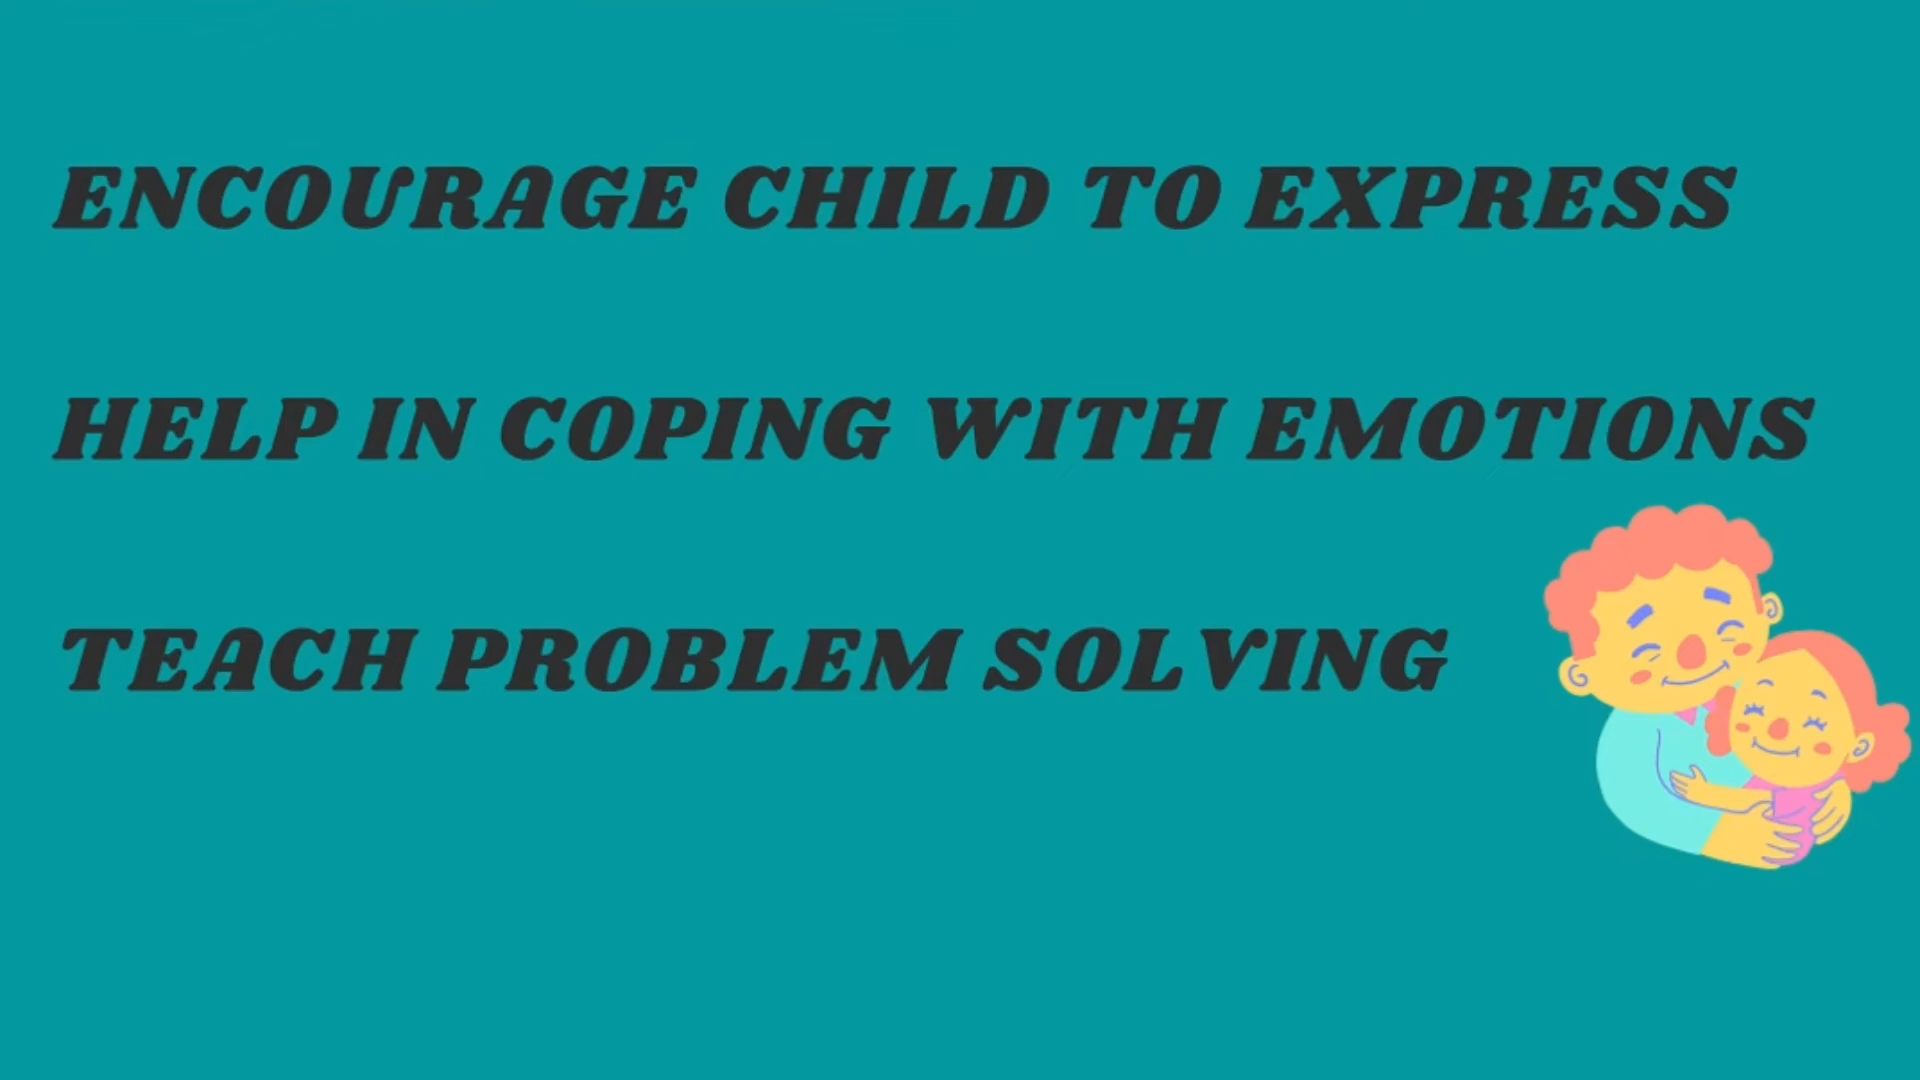 ENCOURAGE CHILD TO EXPRESS
HELP IN COPING WITH EMOTIONS
TEACH PROBLEM SOLVING